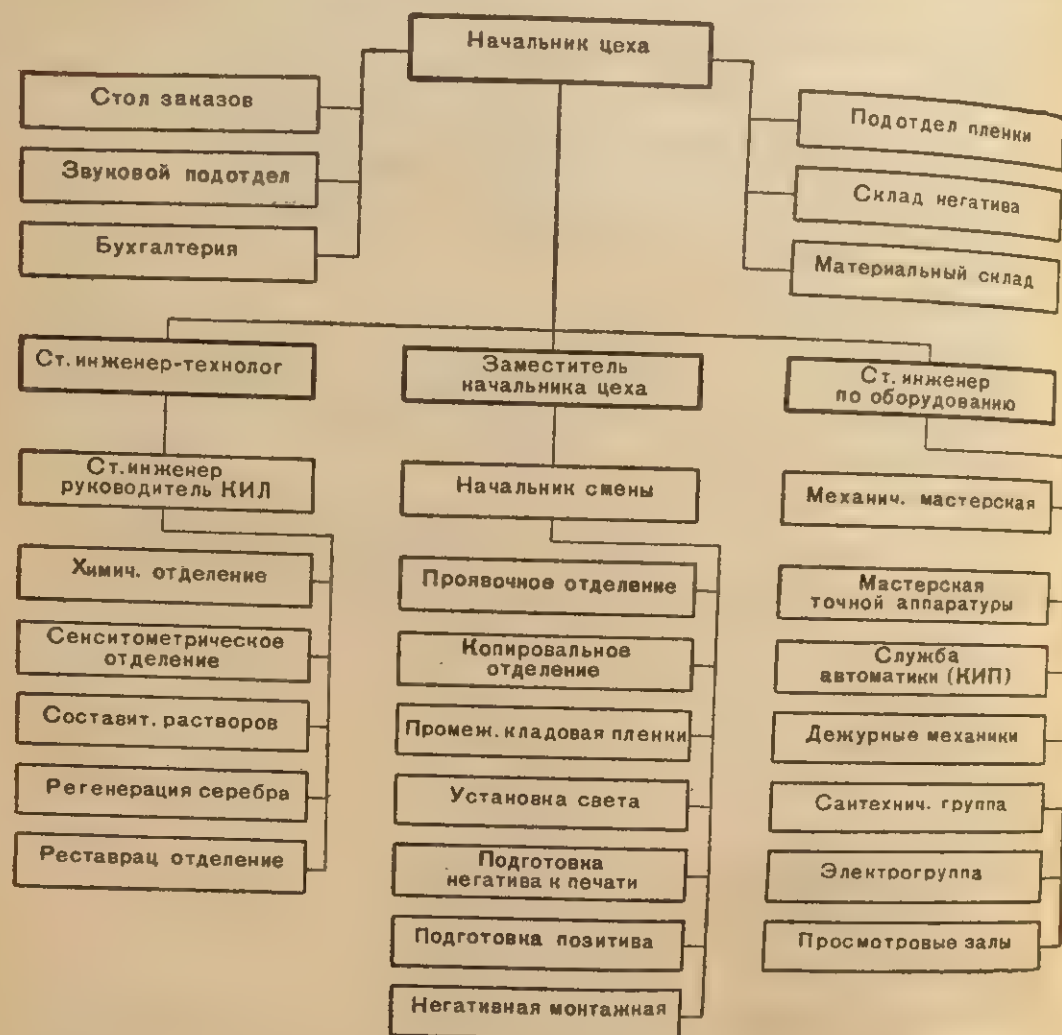 Начальник цеха
Стол заказов
Звуковой подотдел
Бухгалтерия
Подотдел пленки
Склад негатива
Материальный склад
Ст.инженер-технолог
Заместитель
начальника цеха
Ст.инженер
по оборудованию
Ст.инженер
руководитель КИЛ
Начальник смены
Механич. мастерская
Химич. отделение
Сенситометрическое
отделение
Составит. растворов
Регенерация серебра
Реставрац отделение
Проявочное отделение
Копировальное
отделение
Промеж. кладовая пленки
Установка света
Подготовка
негатива к печати
Подготовка позитива
Негативная монтажная
Мастерская
точной аппаратуры
Служба
автоматики (КИП)
Дежурные механики
Сантехнич. группа
Электрогруппа
Просмотровые залы